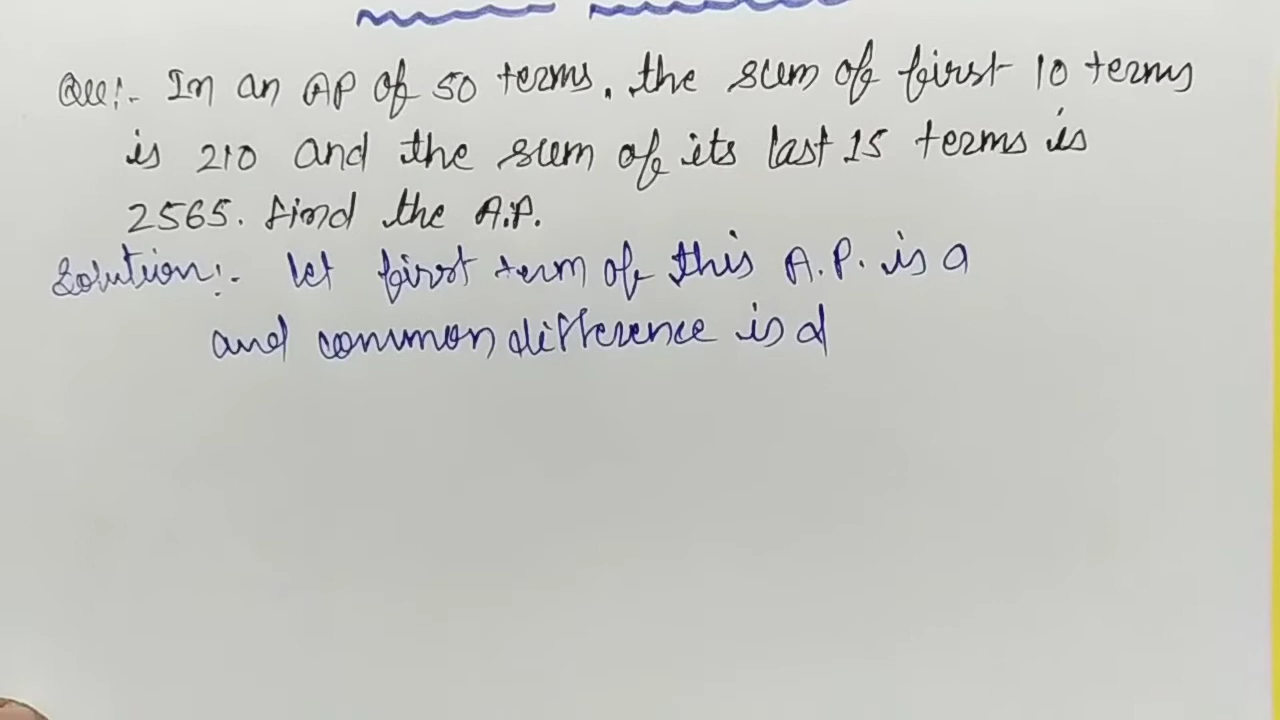 Que:- In an AP of 50 terms, the sum of first 10 terms
is 210 and the sum of its last 15 terms is
2565. find the A.P.
Solution:- let first term of this A.P. is a
and common difference is d